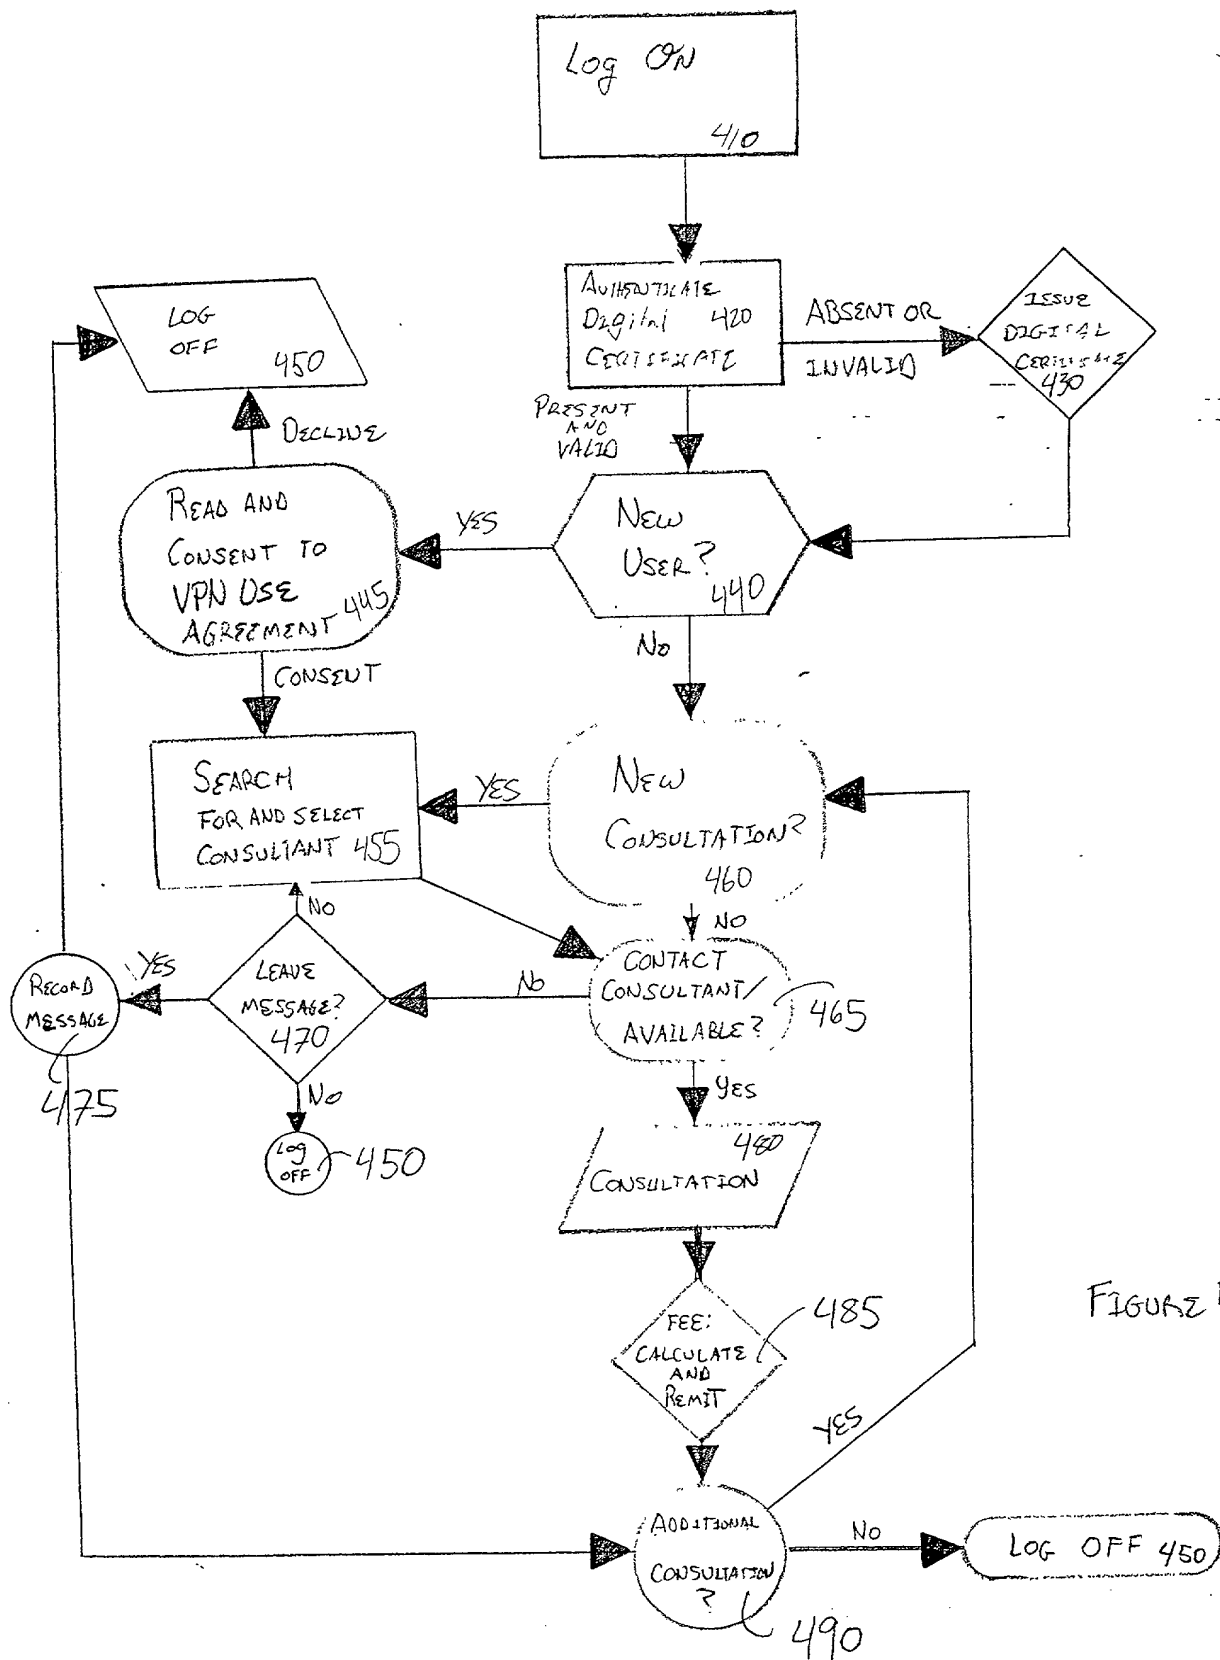 Log ON
410
AUTHENTICATE
Digital 420
CERTIFICATE
ABSENT OR
INVALID
ISSUE
DIGITAL
CERTIFICATE
430
LOG
OFF
450
DECLINE
PRESENT
AND
VALID
READ AND
CONSENT TO
VPN USE
AGREEMENT 445
YES
NEW
USER?
440
NO
CONSENT
SEARCH
FOR AND SELECT
CONSULTANT 455
YES
NEW
CONSULTATION?
460
NO
NO
CONTACT
CONSULTANT/
AVAILABLE?
465
NO
LEAVE
MESSAGE?
470
YES
RECORD
MESSAGE
475
NO
LOG
OFF
450
YES
480
CONSULTATION
FEE:
CALCULATE
AND
REMIT
485
FIGURE
YES
ADDITIONAL
CONSULTATION
?
490
NO
LOG OFF 450